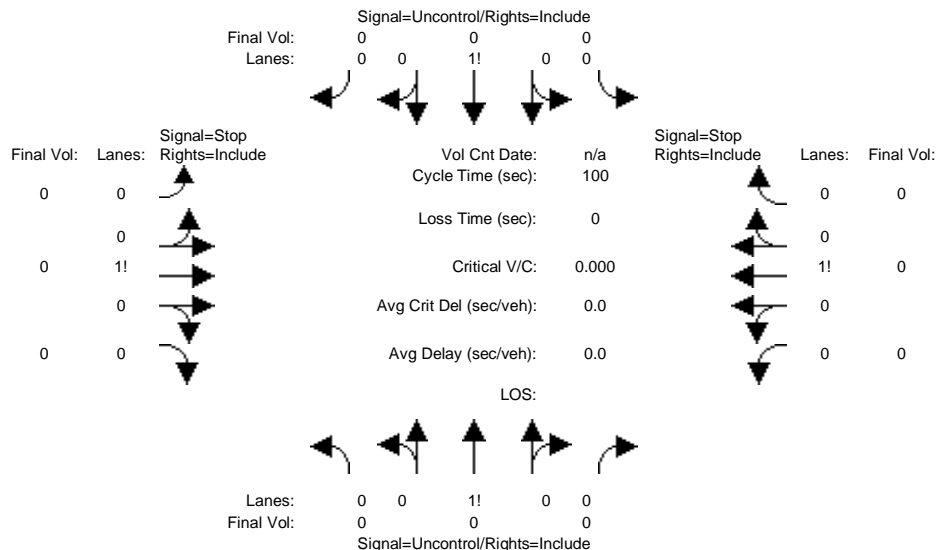 Signal=Uncontrol/Rights=Include
Final Vol: 0 0 0
Lanes: 0 0 1! 0 0
Signal=Stop Signal=Stop
Final Vol: Lanes: Rights=Include Vol Cnt Date: n/a Rights=Include Lanes: Final Vol:
Cycle Time (sec): 100
0 0 0 0
Loss Time (sec): 0
0 0
0 1! Critical V/C: 0.000 1! 0
0 Avg Crit Del (sec/veh): 0.0 0
0 0 Avg Delay (sec/veh): 0.0 0 0
LOS:
Lanes: 0 0 1! 0 0
Final Vol: 0 0 0
Signal=Uncontrol/Rights=Include